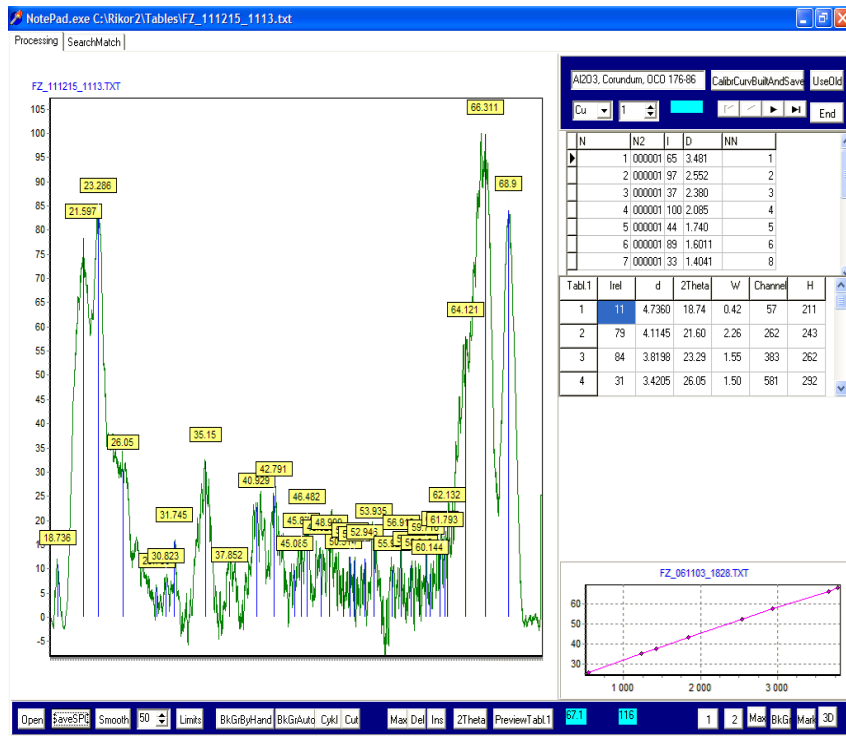 NotePad.exe C:\Rikor2\Tables\FZ_111215_1113.txt
Processing SearchMatch
FZ_111215_1113.TXT
105
100
95
90
85
80
75
70
65
60
55
50
45
40
35
30
25
20
15
10
5
0
-5
66.311
23.286
68.9
21.597
64.121
26.05
35.15
42.791
40.929
46.482
62.132
31.745
53.935
61.793
18.736
52.946
30.823
37.852
45.085
60.144
Al2O3, Corundum, OCO 176-86 CalibrCurvBuiltAndSave UseOld
Cu 1 End
N N2 I D NN
1 000001 65 3.481 1
2 000001 97 2.552 2
3 000001 37 2.380 3
4 000001 100 2.085 4
5 000001 44 1.740 5
6 000001 89 1.6011 6
7 000001 33 1.4041 8
Tabl.1 Irel d 2Theta W Channel H
1 11 4.7360 18.74 0.42 57 211
2 79 4.1145 21.60 2.26 262 243
3 84 3.8198 23.29 1.55 383 262
4 31 3.4205 26.05 1.50 581 292
FZ_061103_1828.TXT
60
50
40
30
1 000 2 000 3 000
Open SaveSPC Smooth 50 Limits BkGrByHand BkGrAuto Cykl Cut Max Del Ins 2Theta PreviewTabl.1 67.1 116 1 2 Max BkGr Mark 3D